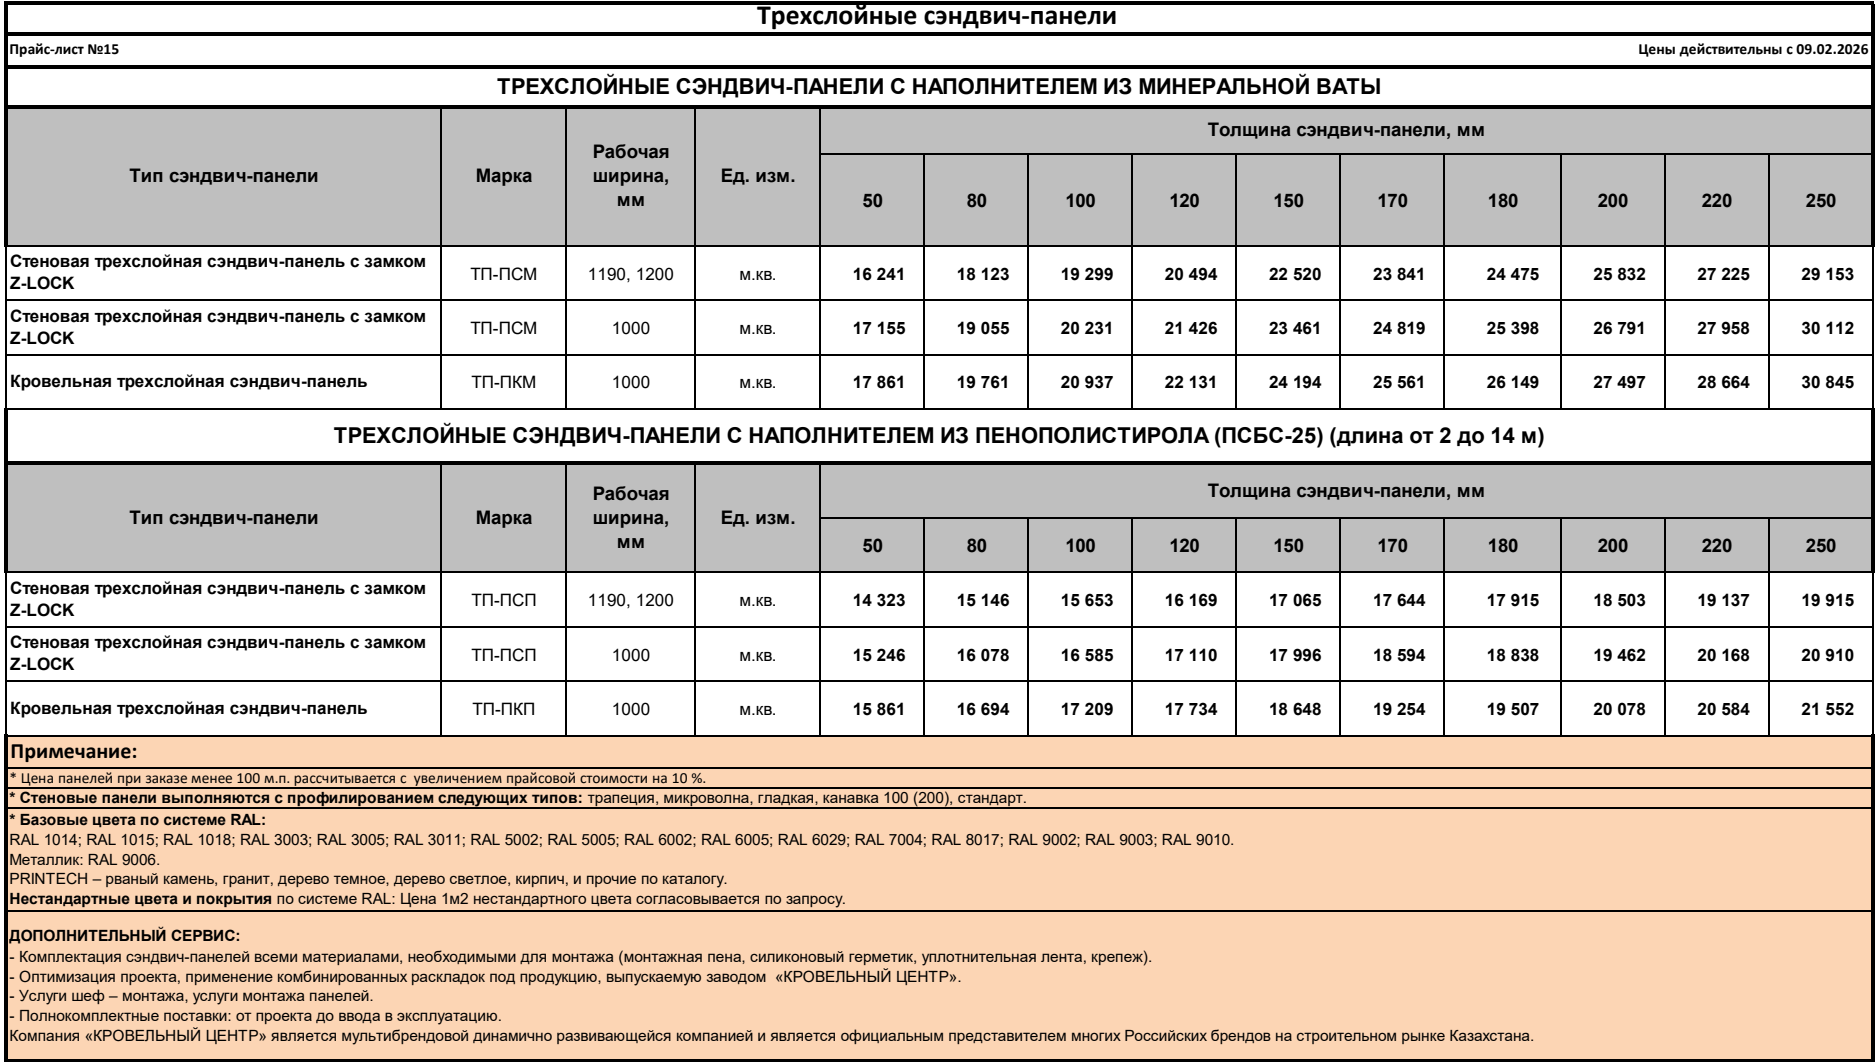 Трехслойные сэндвич-панели
Прайс-лист №15 Цены действительны с 09.02.2026
ТРЕХСЛОЙНЫЕ СЭНДВИЧ-ПАНЕЛИ С НАПОЛНИТЕЛЕМ ИЗ МИНЕРАЛЬНОЙ ВАТЫ
Тип сэндвич-панели Марка Рабочая ширина, мм Ед. изм. Толщина сэндвич-панели, мм
50 80 100 120 150 170 180 200 220 250
Стеновая трехслойная сэндвич-панель с замком Z-LOCK ТП-ПСМ 1190, 1200 м.кв. 16 241 18 123 19 299 20 494 22 520 23 841 24 475 25 832 27 225 29 153
Стеновая трехслойная сэндвич-панель с замком Z-LOCK ТП-ПСМ 1000 м.кв. 17 155 19 055 20 231 21 426 23 461 24 819 25 398 26 791 27 958 30 112
Кровельная трехслойная сэндвич-панель ТП-ПКМ 1000 м.кв. 17 861 19 761 20 937 22 131 24 194 25 561 26 149 27 497 28 664 30 845
ТРЕХСЛОЙНЫЕ СЭНДВИЧ-ПАНЕЛИ С НАПОЛНИТЕЛЕМ ИЗ ПЕНОПОЛИСТИРОЛА (ПСБС-25) (длина от 2 до 14 м)
Тип сэндвич-панели Марка Рабочая ширина, мм Ед. изм. Толщина сэндвич-панели, мм
50 80 100 120 150 170 180 200 220 250
Стеновая трехслойная сэндвич-панель с замком Z-LOCK ТП-ПСП 1190, 1200 м.кв. 14 323 15 146 15 653 16 169 17 065 17 644 17 915 18 503 19 137 19 915
Стеновая трехслойная сэндвич-панель с замком Z-LOCK ТП-ПСП 1000 м.кв. 15 246 16 078 16 585 17 110 17 996 18 594 18 838 19 462 20 168 20 910
Кровельная трехслойная сэндвич-панель ТП-ПКП 1000 м.кв. 15 861 16 694 17 209 17 734 18 648 19 254 19 507 20 078 20 584 21 552
Примечание:
* Цена панелей при заказе менее 100 м.п. рассчитывается с увеличением прайсовой стоимости на 10 %.
* Стеновые панели выполняются с профилированием следующих типов: трапеция, микроволна, гладкая, канавка 100 (200), стандарт.
* Базовые цвета по системе RAL:
RAL 1014; RAL 1015; RAL 1018; RAL 3003; RAL 3005; RAL 3011; RAL 5002; RAL 5005; RAL 6002; RAL 6005; RAL 6029; RAL 7004; RAL 8017; RAL 9002; RAL 9003; RAL 9010.
Металлик: RAL 9006.
PRINTECH – рваный камень, гранит, дерево темное, дерево светлое, кирпич, и прочие по каталогу.
Нестандартные цвета и покрытия по системе RAL: Цена 1м2 нестандартного цвета согласовывается по запросу.
ДОПОЛНИТЕЛЬНЫЙ СЕРВИС:
- Комплектация сэндвич-панелей всеми материалами, необходимыми для монтажа (монтажная пена, силиконовый герметик, уплотнительная лента, крепеж).
- Оптимизация проекта, применение комбинированных раскладок под продукцию, выпускаемую заводом «КРОВЕЛЬНЫЙ ЦЕНТР».
- Услуги шеф – монтажа, услуги монтажа панелей.
- Полнокомплектные поставки: от проекта до ввода в эксплуатацию.
Компания «КРОВЕЛЬНЫЙ ЦЕНТР» является мультибрендовой динамично развивающейся компанией и является официальным представителем многих Российских брендов на строительном рынке Казахстана.